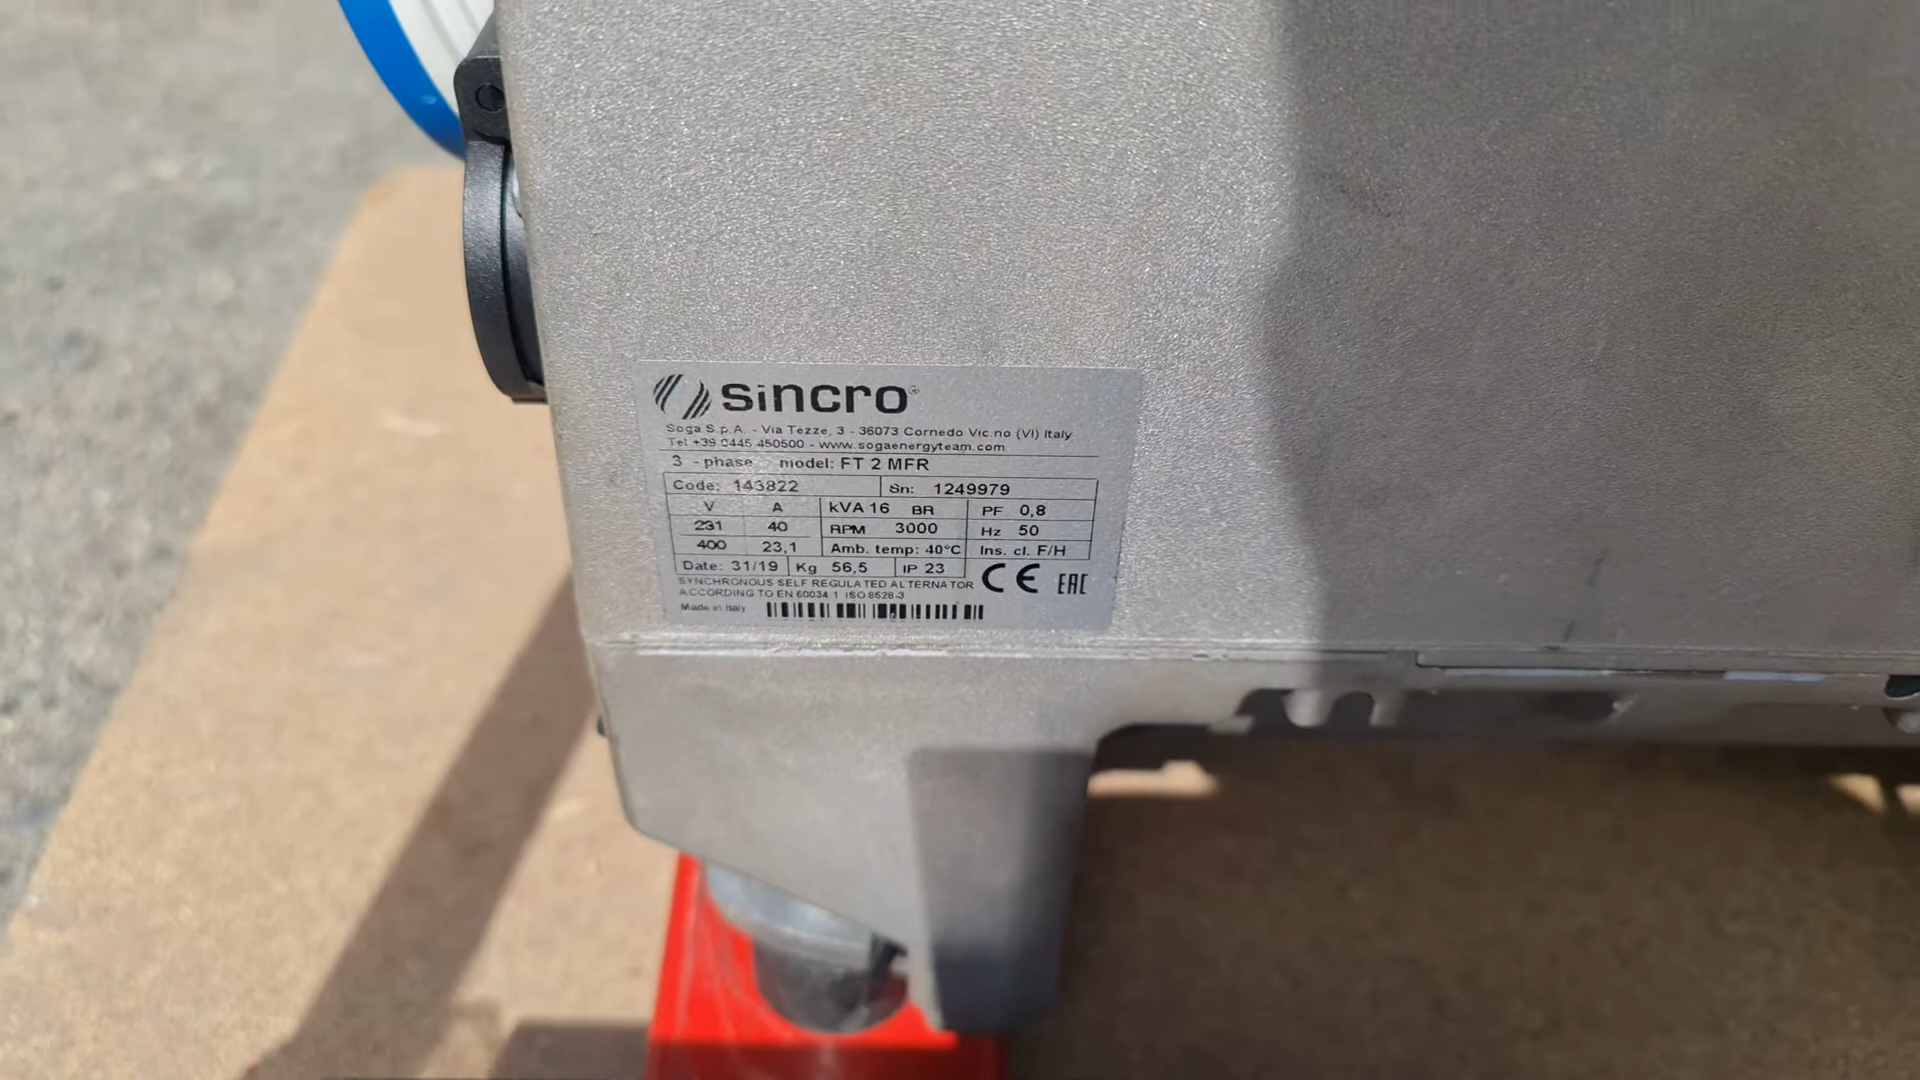 sincro®
Soga S.p.A. - Via Tezze, 3 - 36073 Cornedo Vic.no (VI) Italy
Tel +39 0445 450500 - www.sogaenergyteam.com
3 - phase model: FT 2 MFR
Code: 143822 Sn: 1249979
V A kVA 16 BR PF 0,8
231 40 RPM 3000 Hz 50
400 23,1 Amb. temp: 40°C Ins. cl. F/H
Date: 31/19 Kg 56,5 IP 23 CE EAC
SYNCHRONOUS SELF REGULATED ALTERNATOR
ACCORDING TO EN 60034 1 ISO 8528-3
Made in Italy